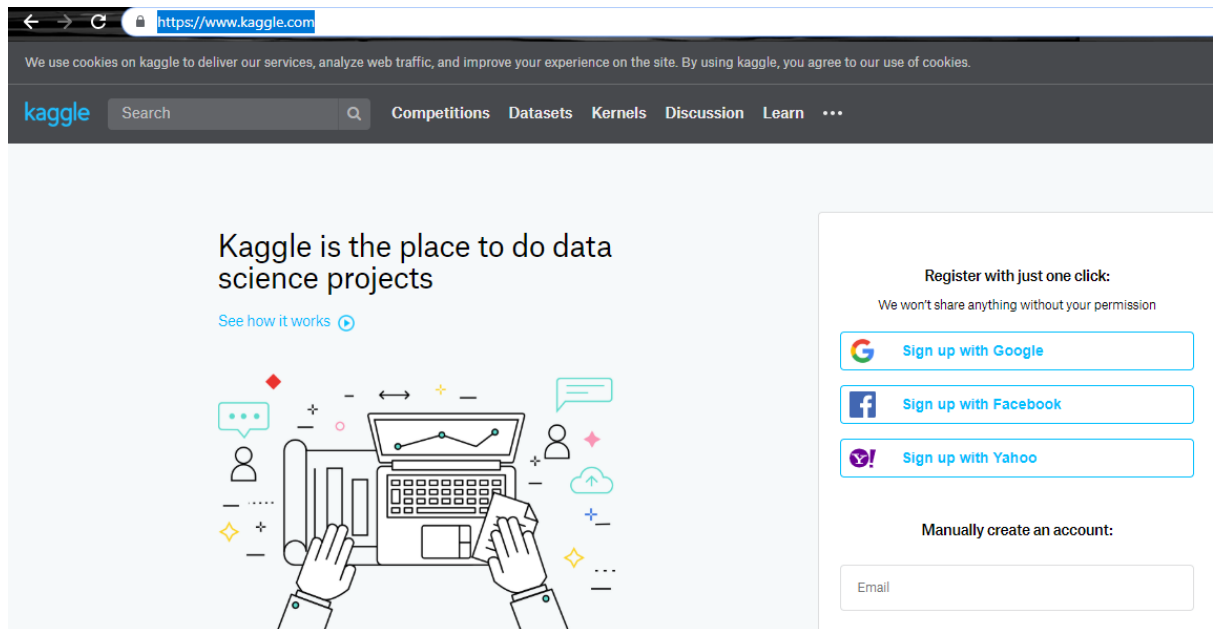 https://www.kaggle.com
We use cookies on kaggle to deliver our services, analyze web traffic, and improve your experience on the site. By using kaggle, you agree to our use of cookies.
kaggle Search Competitions Datasets Kernels Discussion Learn •••
Kaggle is the place to do data
science projects
See how it works
Register with just one click:
We won't share anything without your permission
Sign up with Google
Sign up with Facebook
Sign up with Yahoo
Manually create an account:
Email